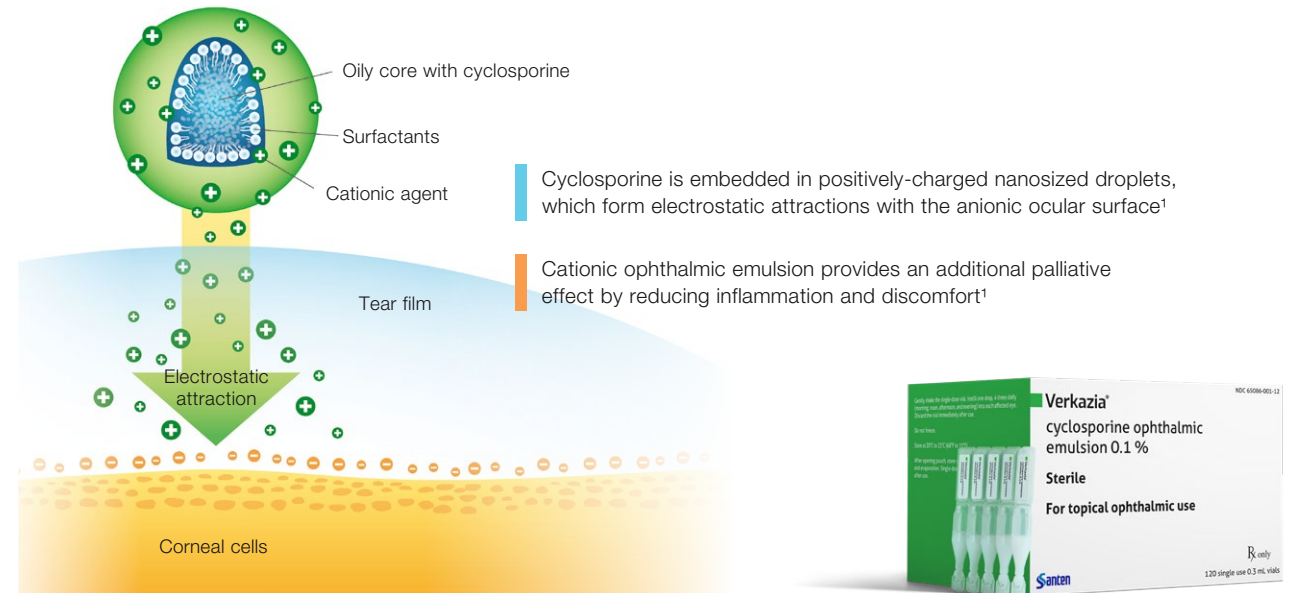 Oily core with cyclosporine
Surfactants
Cationic agent
Cyclosporine is embedded in positively-charged nanosized droplets,
which form electrostatic attractions with the anionic ocular surface¹
Cationic ophthalmic emulsion provides an additional palliative
effect by reducing inflammation and discomfort¹
Tear film
Electrostatic
attraction
Corneal cells
NDC 65086-001-12
Verkazia®
cyclosporine ophthalmic
emulsion 0.1 %
Sterile
For topical ophthalmic use
Rx only
120 single use 0.3 mL vials
Santen
Do not freeze.